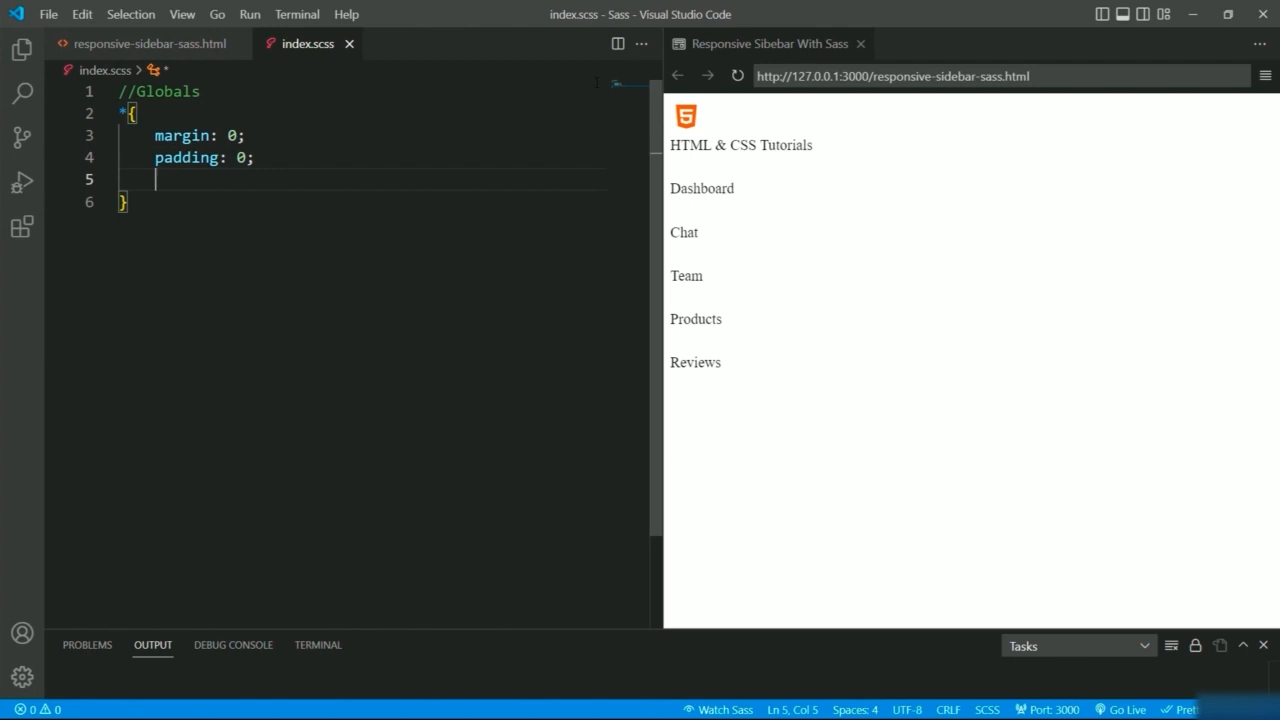 File Edit Selection View Go Run Terminal Help index.scss - Sass - Visual Studio Code
responsive-sidebar-sass.html index.scss
index.scss > *
1 //Globals
2 *{
3 margin: 0;
4 padding: 0;
5
6 }
Responsive Sibebar With Sass
http://127.0.0.1:3000/responsive-sidebar-sass.html
HTML & CSS Tutorials
Dashboard
Chat
Team
Products
Reviews
PROBLEMS OUTPUT DEBUG CONSOLE TERMINAL Tasks
0 0 Watch Sass Ln 5, Col 5 Spaces: 4 UTF-8 CRLF SCSS Port: 3000 Go Live